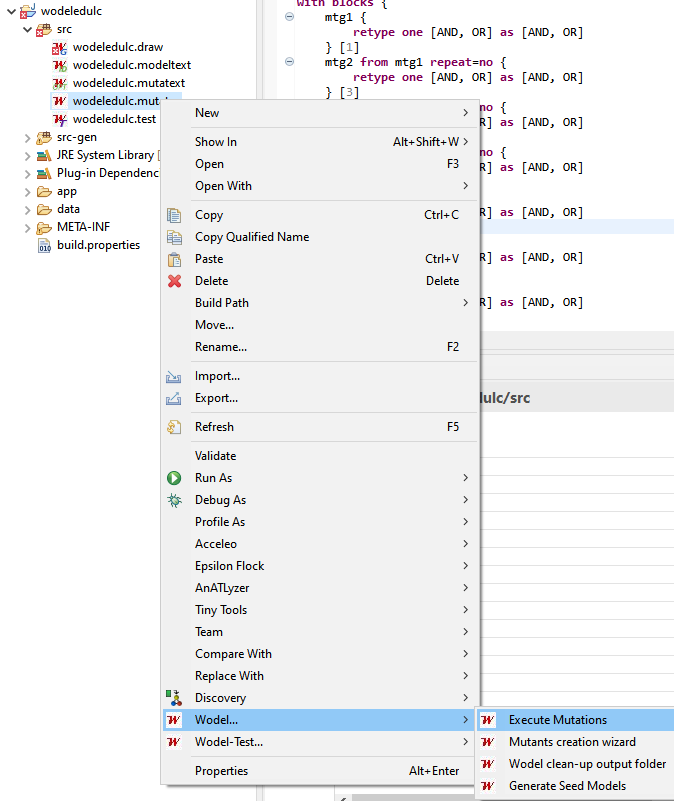 wodeledulc
src
wodeledulc.draw
wodeledulc.modeltext
wodeledulc.mutatext
wodeledulc.test
src-gen
JRE System Library [
Plug-in Dependenc
app
data
META-INF
build.properties
with blocks {
mtg1 {
retype one [AND, OR] as [AND, OR]
} [1]
mtg2 from mtg1 repeat=no {
retype one [AND, OR] as [AND, OR]
} [3]
no {
R] as [AND, OR]
no {
R] as [AND, OR]
R] as [AND, OR]
R] as [AND, OR]
R] as [AND, OR]
ulc/src
New
Show In Alt+Shift+W
Open F3
Open With
Copy Ctrl+C
Copy Qualified Name
Paste Ctrl+V
Delete Delete
Build Path
Move...
Rename... F2
Import...
Export...
Refresh F5
Validate
Run As
Debug As
Profile As
Acceleo
Epsilon Flock
AnATLyzer
Tiny Tools
Team
Compare With
Replace With
Discovery
Wodel...
Wodel-Test...
Properties Alt+Enter
Execute Mutations
Mutants creation wizard
Wodel clean-up output folder
Generate Seed Models